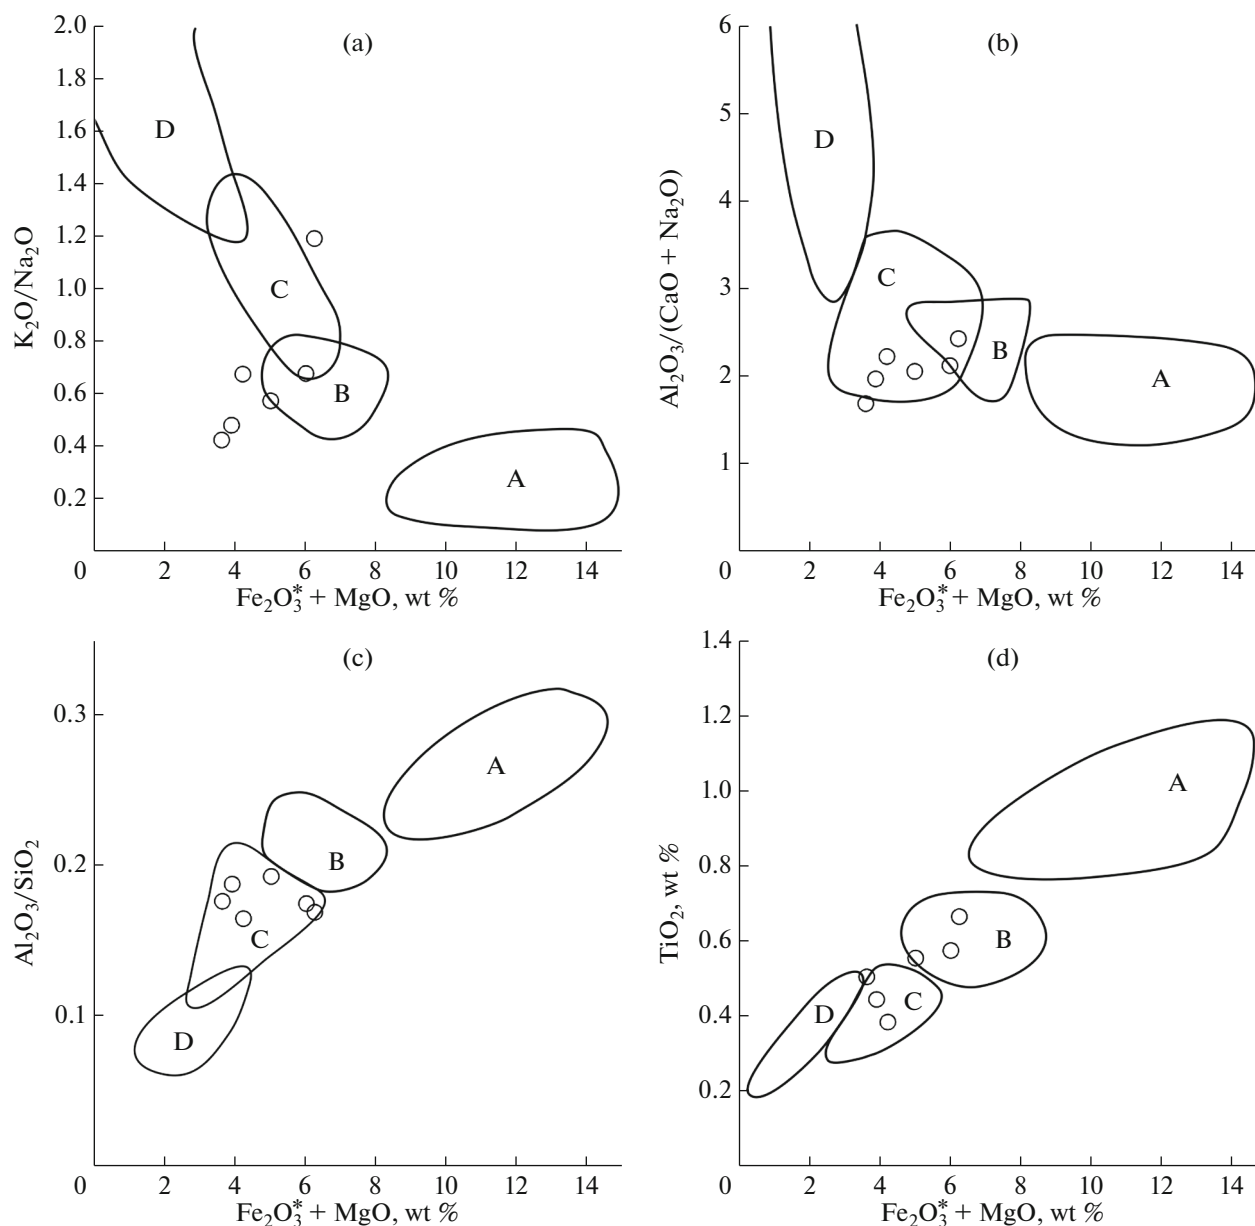 (a)
K₂O/Na₂O
2.0
1.8
1.6
1.4
1.2
1.0
0.8
0.6
0.4
0.2
0
D
C
B
A
2 4 6 8 10 12 14
Fe₂O₃* + MgO, wt %
(b)
Al₂O₃/(CaO + Na₂O)
6
5
4
3
2
1
0
D
C
B
A
2 4 6 8 10 12 14
Fe₂O₃* + MgO, wt %
(c)
Al₂O₃/SiO₂
0.3
0.2
0.1
0
A
B
C
D
2 4 6 8 10 12 14
Fe₂O₃* + MgO, wt %
(d)
TiO₂, wt %
1.4
1.2
1.0
0.8
0.6
0.4
0.2
0
A
B
C
D
2 4 6 8 10 12 14
Fe₂O₃* + MgO, wt %